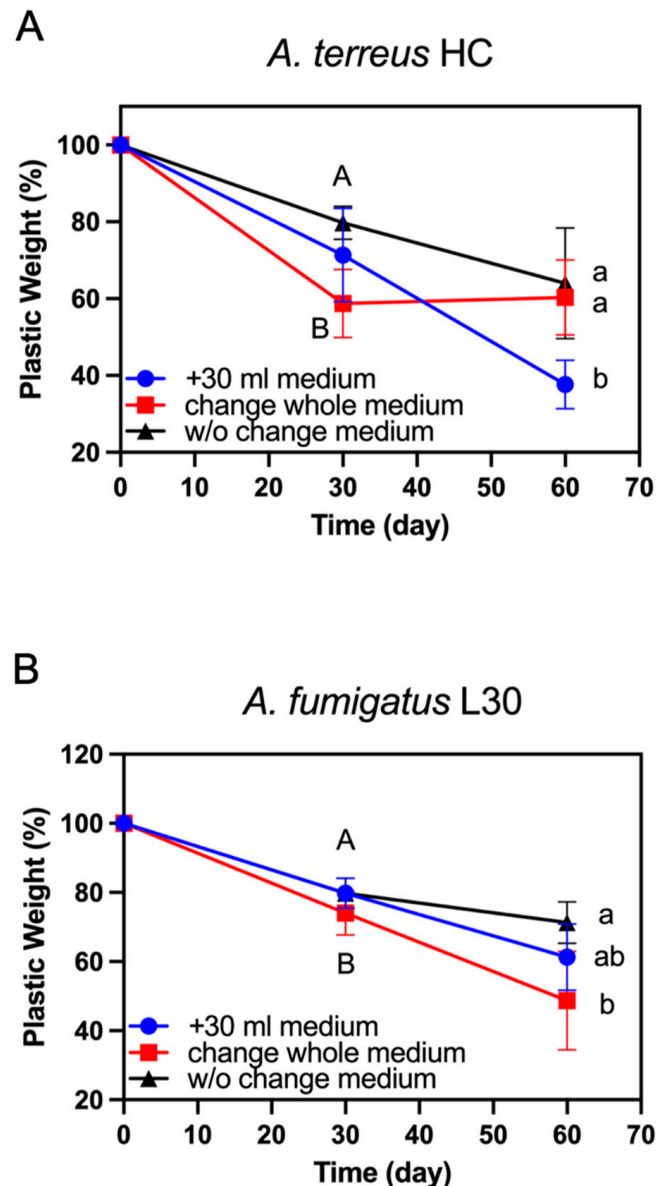 A
A. terreus HC
Plastic Weight (%)
100
80
60
40
20
A
B
a
a
b
+30 ml medium
change whole medium
w/o change medium
0 10 20 30 40 50 60 70
Time (day)
B
A. fumigatus L30
Plastic Weight (%)
120
100
80
60
40
20
A
B
a
ab
b
+30 ml medium
change whole medium
w/o change medium
0 10 20 30 40 50 60 70
Time (day)